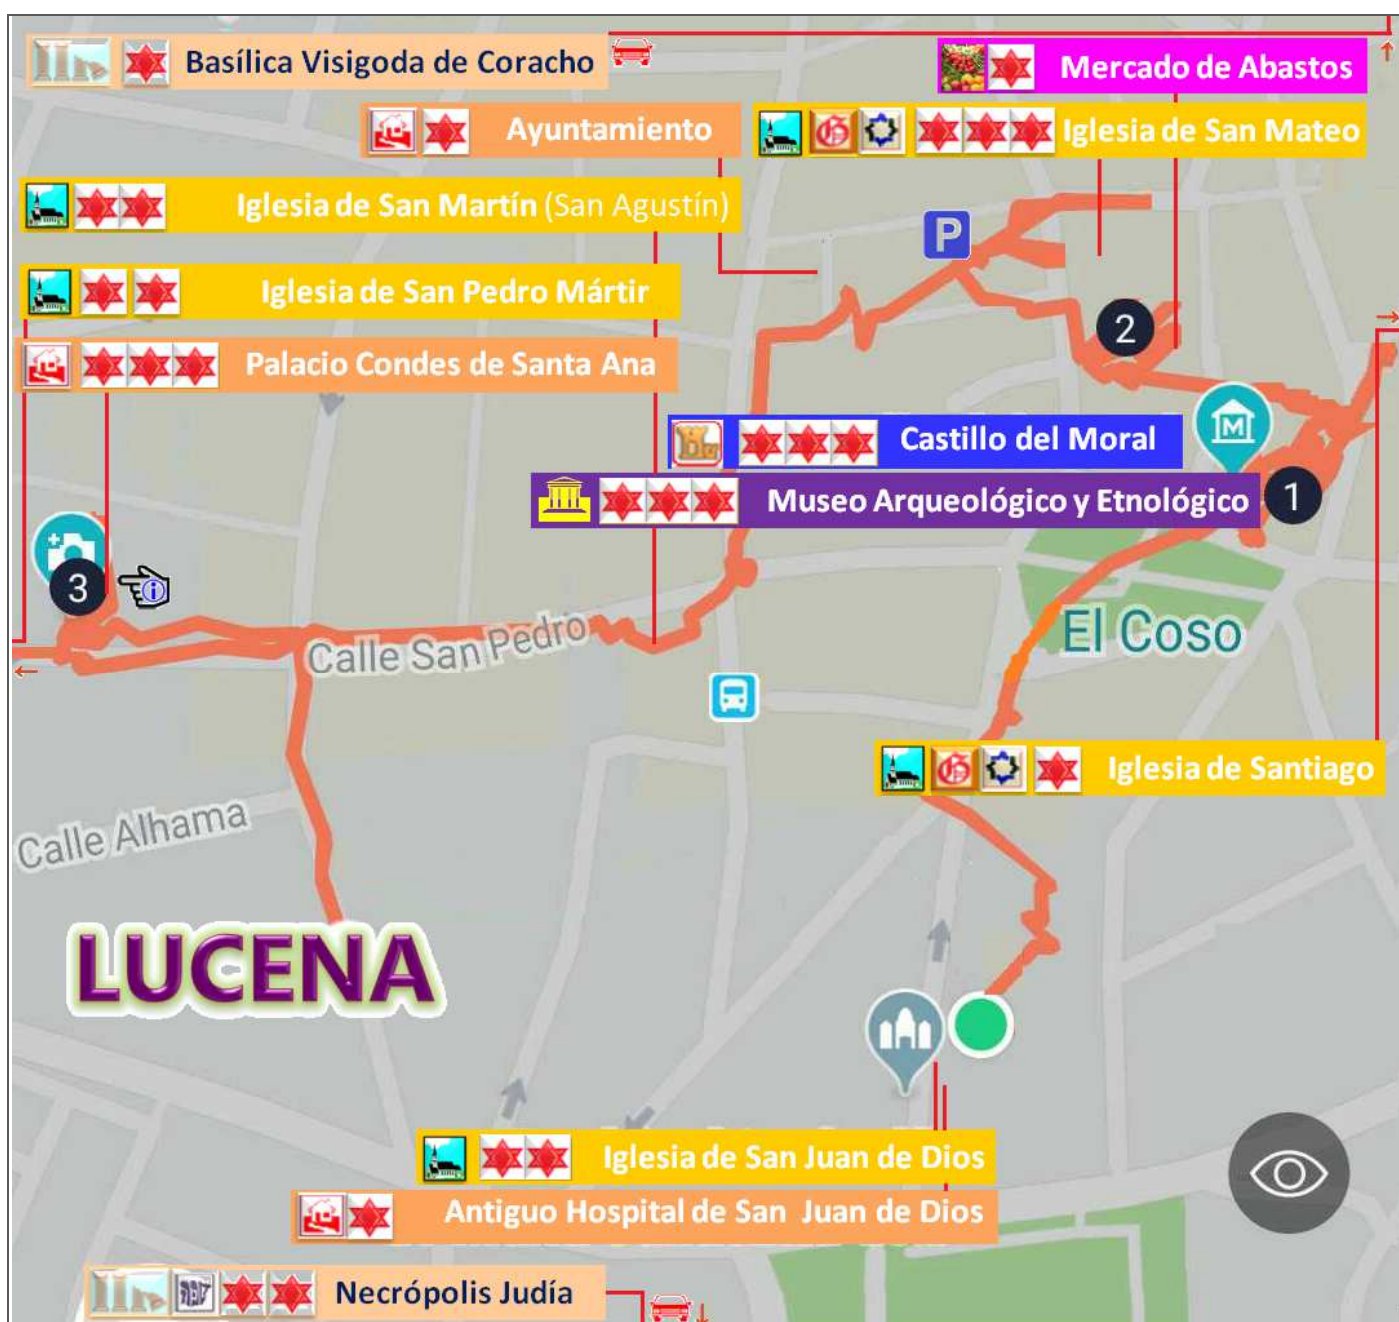 Basílica Visigoda de Coracho
Mercado de Abastos
Ayuntamiento
Iglesia de San Mateo
Iglesia de San Martín (San Agustín)
P
Iglesia de San Pedro Mártir
2
Palacio Condes de Santa Ana
M
Castillo del Moral
Museo Arqueológico y Etnológico
1
3
i
El Coso
Calle San Pedro
Iglesia de Santiago
Calle Alhama
LUCENA
Iglesia de San Juan de Dios
Antiguo Hospital de San Juan de Dios
Necrópolis Judía